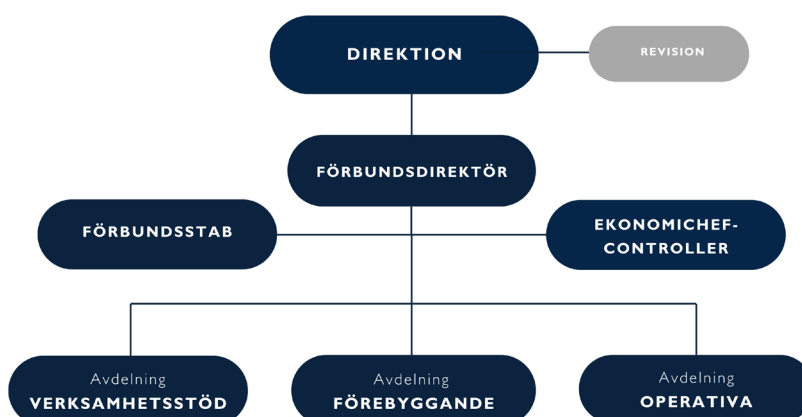 DIREKTION
REVISION
FÖRBUNDSDIREKTÖR
FÖRBUNDSSTAB
EKONOMICHEF-
CONTROLLER
Avdelning
VERKSAMHETSSTÖD
Avdelning
FÖREBYGGANDE
Avdelning
OPERATIVA